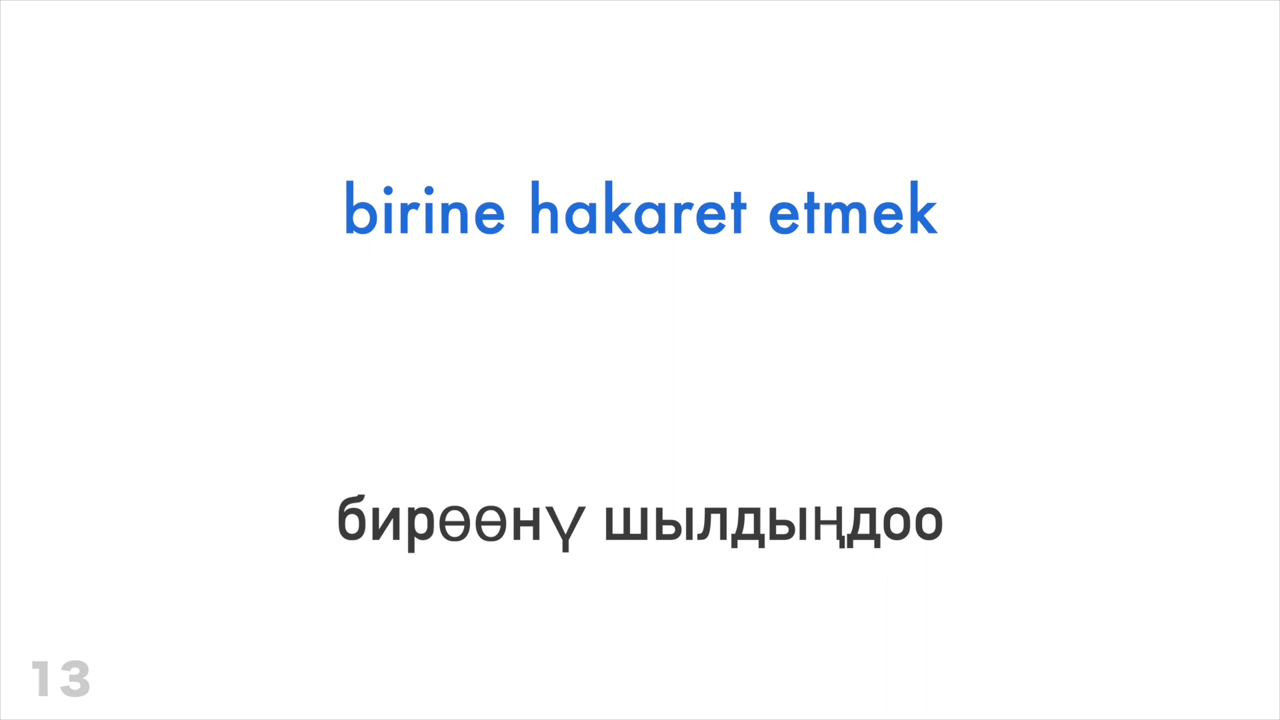 birine hakaret etmek
бирөөнү шылдыңдоо
13